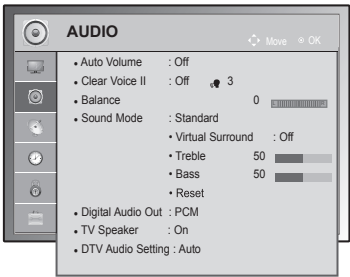 AUDIO
Move OK
• Auto Volume : Off
• Clear Voice II : Off 3
• Balance 0
• Sound Mode : Standard
• Virtual Surround : Off
• Treble 50
• Bass 50
• Reset
• Digital Audio Out : PCM
• TV Speaker : On
• DTV Audio Setting : Auto